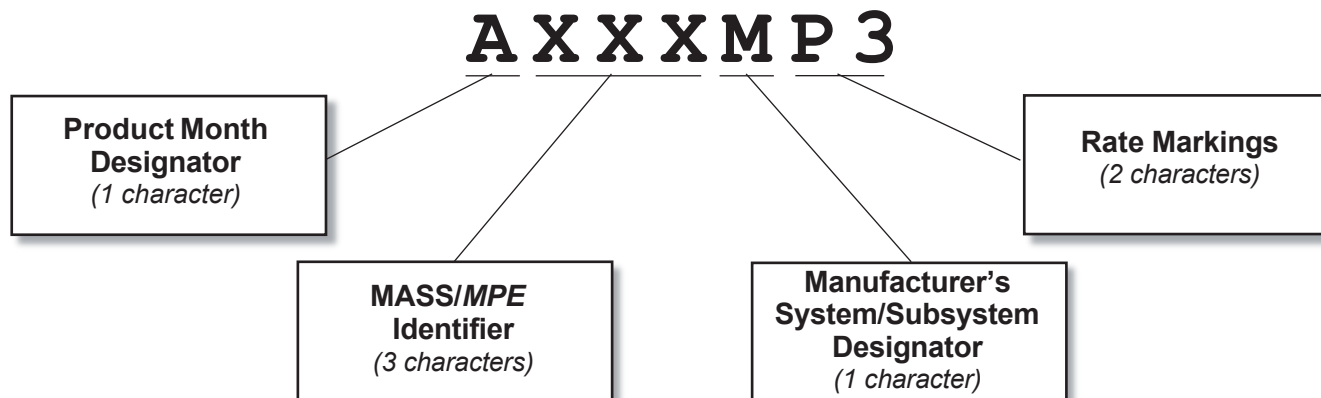 A X X X M P 3
Product Month
Designator
(1 character)
Rate Markings
(2 characters)
MASS/MPE
Identifier
(3 characters)
Manufacturer's
System/Subsystem
Designator
(1 character)